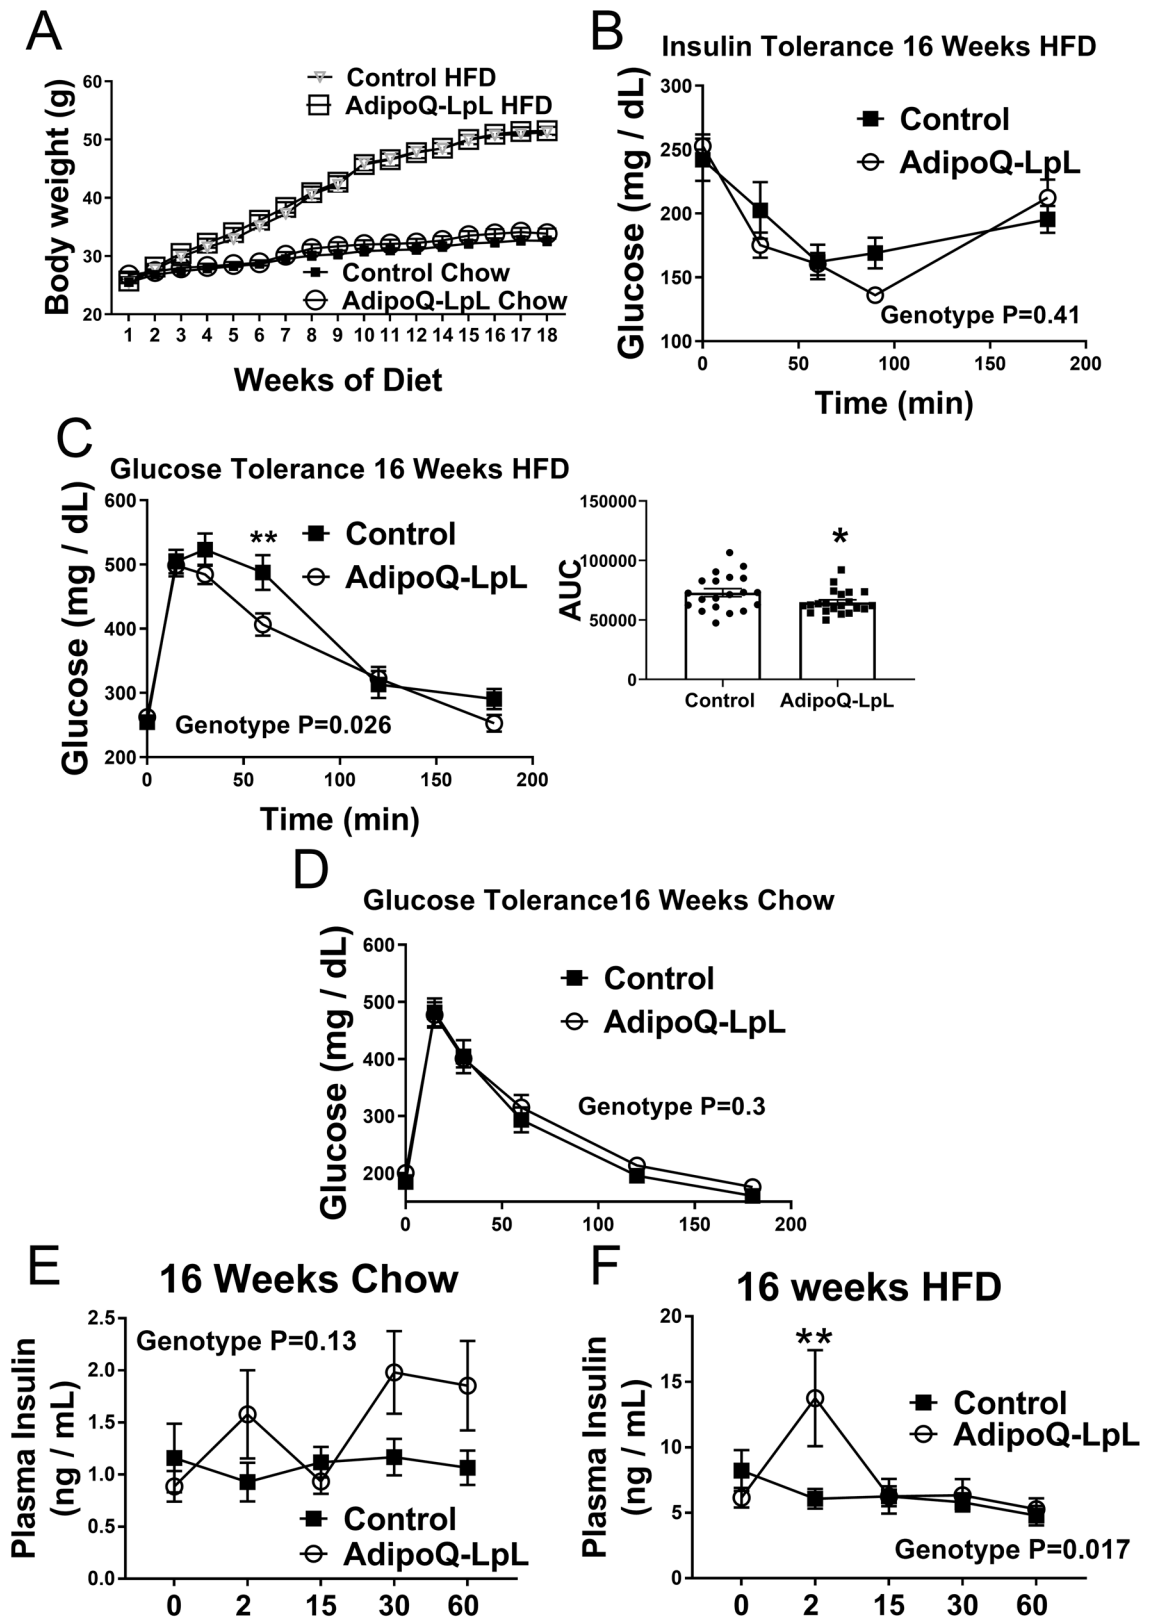 A
Body weight (g)
60
50
40
30
20
Control HFD
AdipoQ-LpL HFD
Control Chow
AdipoQ-LpL Chow
1 2 3 4 5 6 7 8 9 10 11 12 14 15 16 17 18
Weeks of Diet
B
Insulin Tolerance 16 Weeks HFD
Glucose (mg / dL)
300
250
200
150
100
Control
AdipoQ-LpL
Genotype P=0.41
0 50 100 150 200
Time (min)
C
Glucose Tolerance 16 Weeks HFD
Glucose (mg / dL)
600
500
400
300
200
**
Control
AdipoQ-LpL
Genotype P=0.026
0 50 100 150 200
Time (min)
AUC
150000
100000
50000
0
*
Control AdipoQ-LpL
D
Glucose Tolerance16 Weeks Chow
Glucose (mg / dL)
600
500
400
300
200
Control
AdipoQ-LpL
Genotype P=0.3
0 50 100 150 200
E
16 Weeks Chow
Plasma Insulin
(ng / mL)
2.5
2.0
1.5
1.0
0.5
0.0
Genotype P=0.13
Control
AdipoQ-LpL
0 2 15 30 60
F
16 weeks HFD
Plasma Insulin
(ng / mL)
20
15
10
5
0
**
Control
AdipoQ-LpL
Genotype P=0.017
0 2 15 30 60